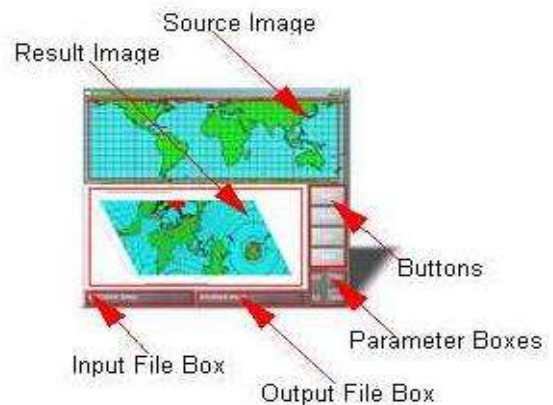 Source Image
Result Image
Buttons
Parameter Boxes
Input File Box
Output File Box